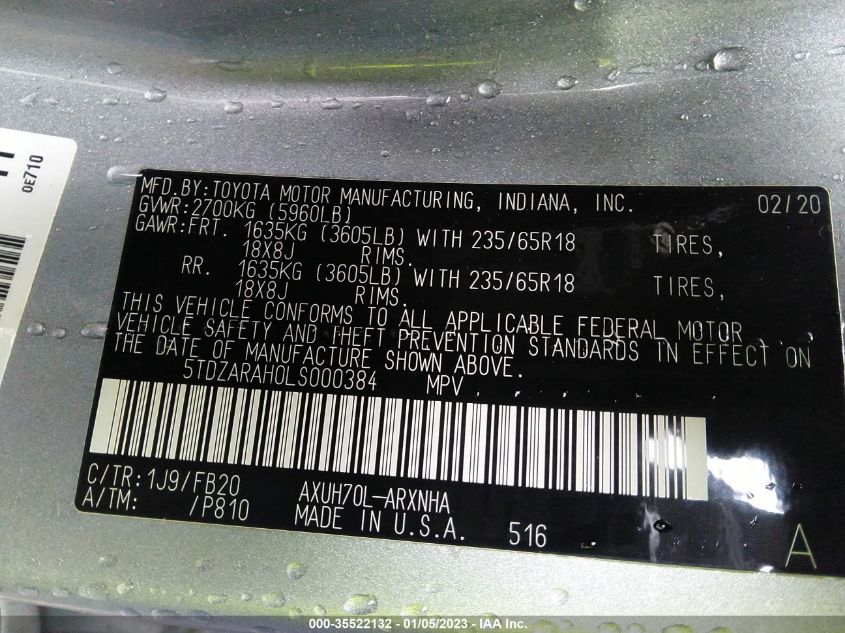 0E710
MFD.BY:TOYOTA MOTOR MANUFACTURING, INDIANA, INC. 02/20
GVWR:2700KG (5960LB)
GAWR:FRT. 1635KG (3605LB) WITH 235/65R18 TIRES,
18X8J RIMS.
RR. 1635KG (3605LB) WITH 235/65R18 TIRES,
18X8J RIMS.
THIS VEHICLE CONFORMS TO ALL APPLICABLE FEDERAL MOTOR
VEHICLE SAFETY AND THEFT PREVENTION STANDARDS IN EFFECT ON
THE DATE OF MANUFACTURE SHOWN ABOVE.
5TDZARAH0LS000384 MPV
C/TR:1J9/FB20 AXUH70L-ARXNHA
A/TM: /P810 MADE IN U.S.A. 516 A
000-35522132 - 01/05/2023 - IAA Inc.